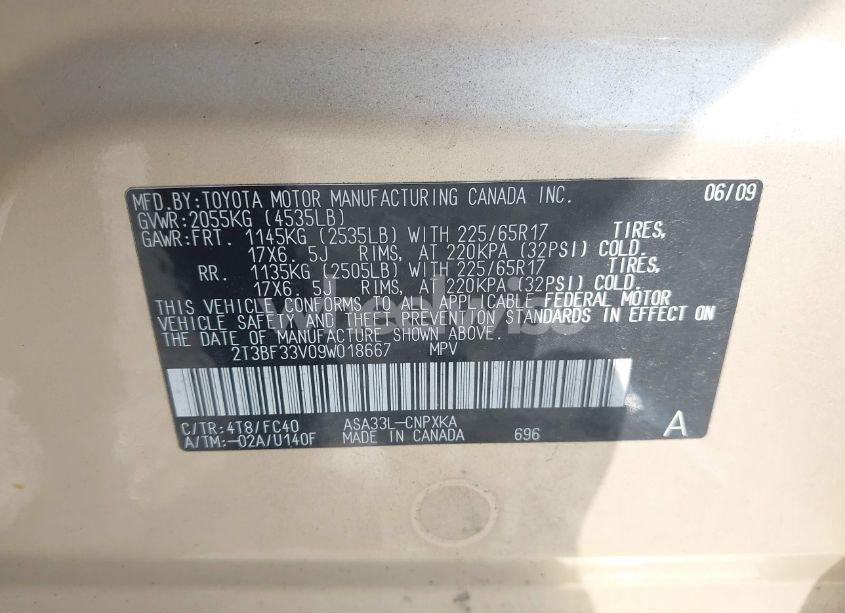 MFD.BY:TOYOTA MOTOR MANUFACTURING CANADA INC. 06/09
GVWR:2055KG (4535LB)
GAWR:FRT. 1145KG (2535LB) WITH 225/65R17 TIRES,
17X6. 5J RIMS, AT 220KPA (32PSI) COLD.
RR. 1135KG (2505LB) WITH 225/65R17 TIRES,
17X6. 5J RIMS, AT 220KPA (32PSI) COLD.
THIS VEHICLE CONFORMS TO ALL APPLICABLE FEDERAL MOTOR
VEHICLE SAFETY AND THEFT PREVENTION STANDARDS IN EFFECT ON
THE DATE OF MANUFACTURE SHOWN ABOVE.
2T3BF33V09W018667 MPV
C/TR:4T8/FC40 ASA33L-CNPXKA A
A/TM:-02A/U140F MADE IN CANADA 696